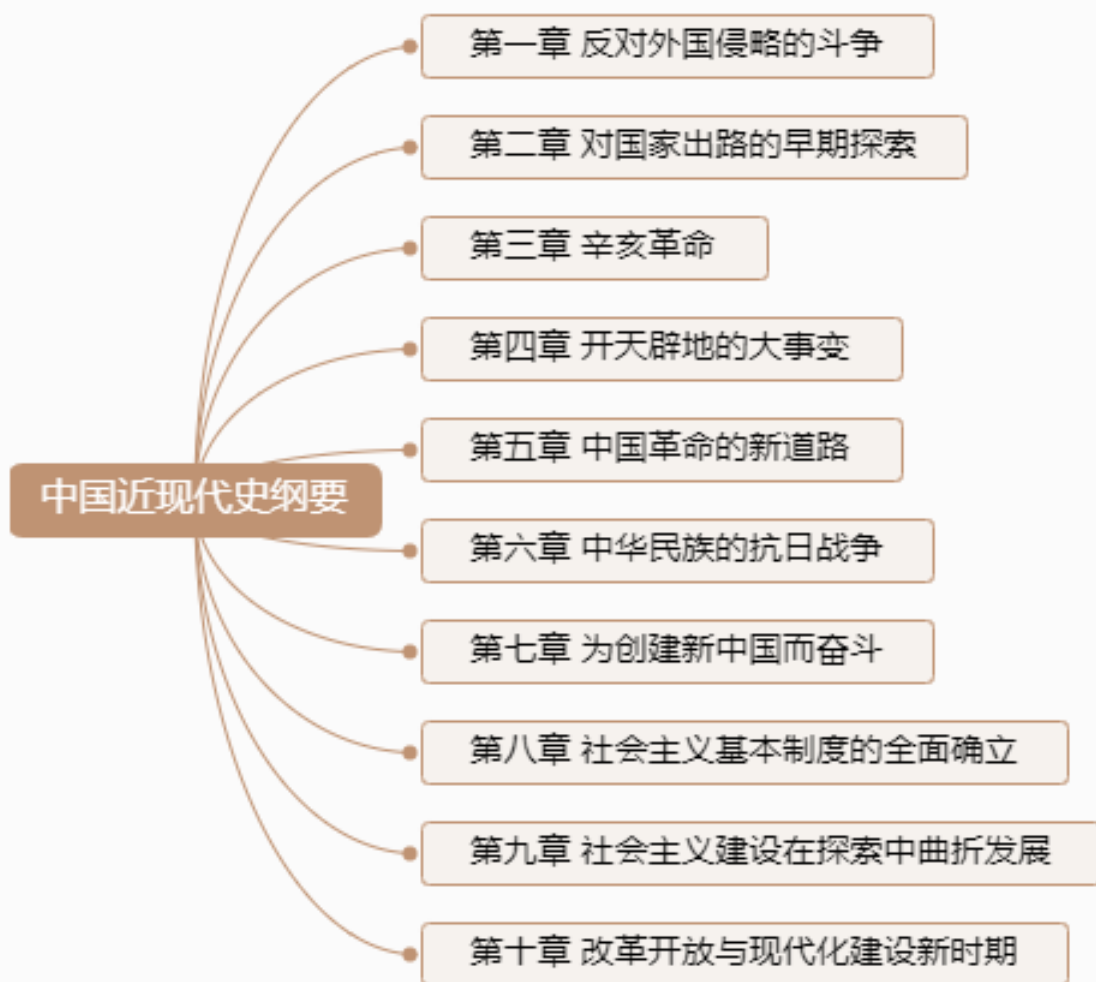 第一章 反对外国侵略的斗争
第二章 对国家出路的早期探索
第三章 辛亥革命
第四章 开天辟地的大事变
第五章 中国革命的新道路
中国近现代史纲要
第六章 中华民族的抗日战争
第七章 为创建新中国而奋斗
第八章 社会主义基本制度的全面确立
第九章 社会主义建设在探索中曲折发展
第十章 改革开放与现代化建设新时期